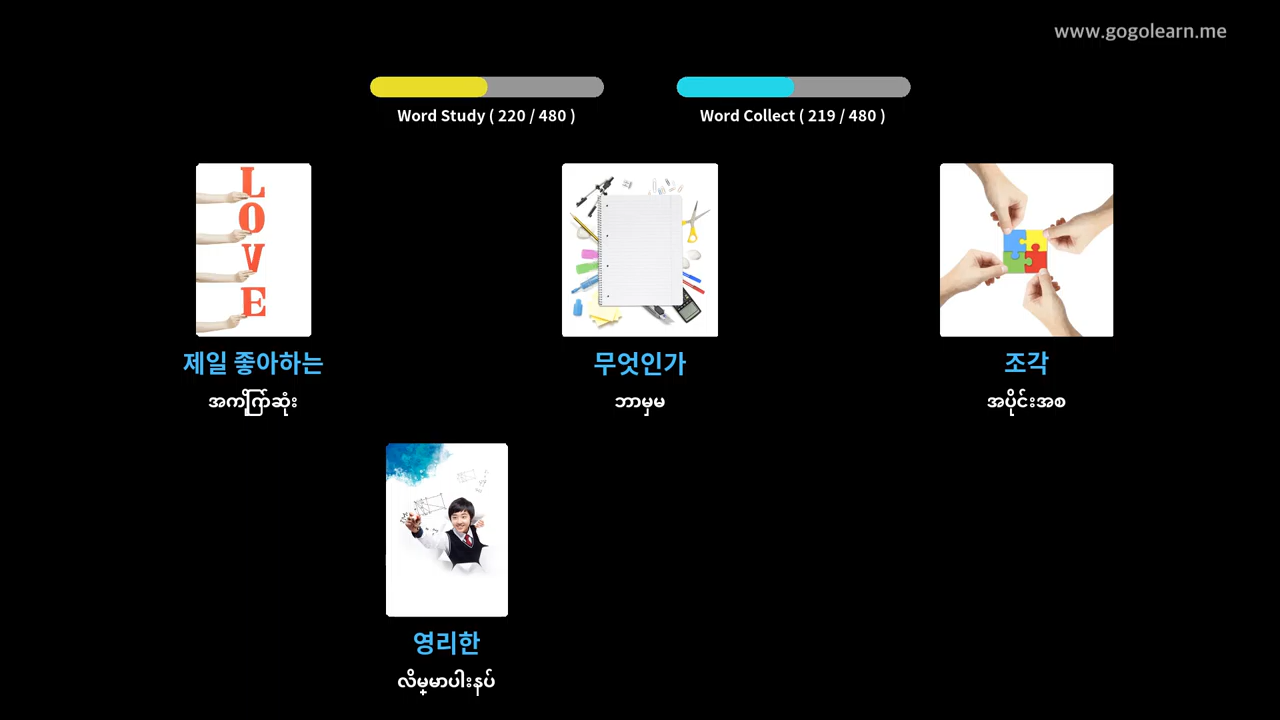 www.gogolearn.me
Word Study ( 220 / 480 )
Word Collect ( 219 / 480 )
L
O
V
E
제일 좋아하는
무엇인가
조각
အကြိုက်ဆုံး
ဘာမှမ
အပိုင်းအစ
영리한
လိမ္မာပါးနပ်